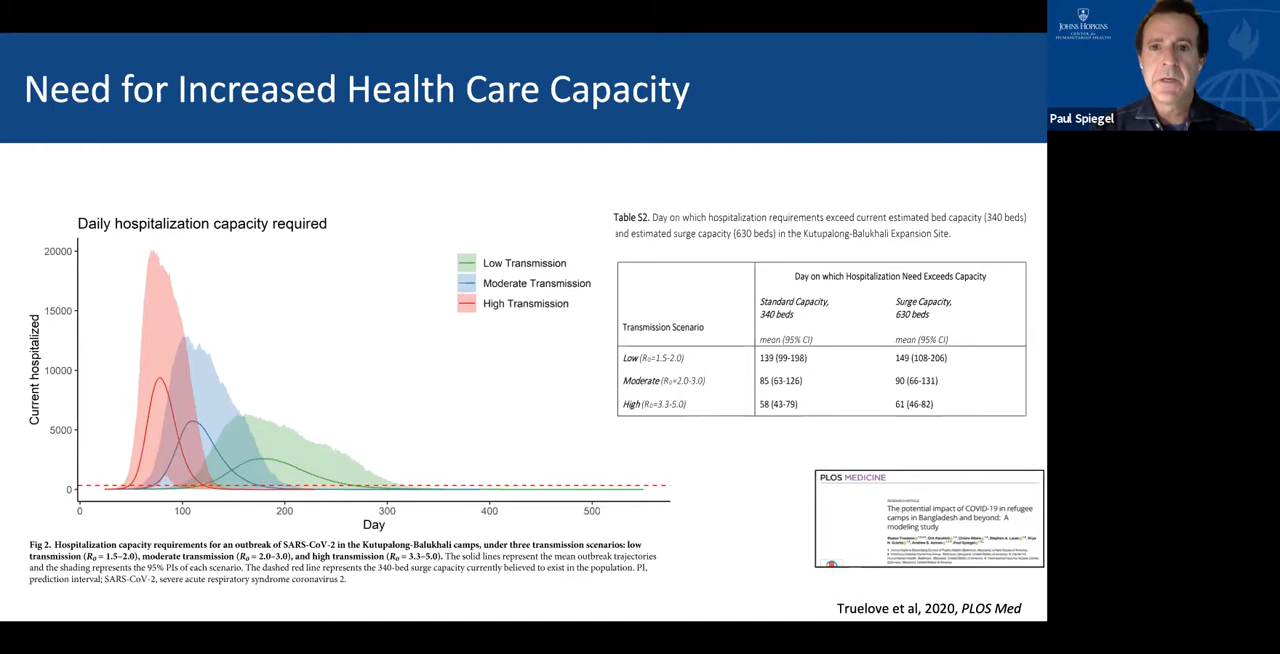 JOHNS HOPKINS
CENTER for
HUMANITARIAN HEALTH
Paul Spiegel
Need for Increased Health Care Capacity
Daily hospitalization capacity required
20000
15000
10000
5000
0
Current hospitalized
0 100 200 300 400 500
Day
Low Transmission
Moderate Transmission
High Transmission
Fig 2. Hospitalization capacity requirements for an outbreak of SARS-CoV-2 in the Kutupalong-Balukhali camps, under three transmission scenarios: low
transmission (R0 = 1.5–2.0), moderate transmission (R0 = 2.0–3.0), and high transmission (R0 = 3.3–5.0). The solid lines represent the mean outbreak trajectories
and the shading represents the 95% PIs of each scenario. The dashed red line represents the 340-bed surge capacity currently believed to exist in the population. PI,
prediction interval; SARS-CoV-2, severe acute respiratory syndrome coronavirus 2.
Table S2. Day on which hospitalization requirements exceed current estimated bed capacity (340 beds)
and estimated surge capacity (630 beds) in the Kutupalong-Balukhali Expansion Site.
Day on which Hospitalization Need Exceeds Capacity
Standard Capacity, Surge Capacity,
340 beds 630 beds
Transmission Scenario
mean (95% CI) mean (95% CI)
Low (R0=1.5-2.0) 139 (99-198) 149 (108-206)
Moderate (R0=2.0-3.0) 85 (63-126) 90 (66-131)
High (R0=3.3-5.0) 58 (43-79) 61 (46-82)
PLOS MEDICINE
RESEARCH ARTICLE
The potential impact of COVID-19 in refugee
camps in Bangladesh and beyond: A
modeling study
Truelove et al, 2020, PLOS Med